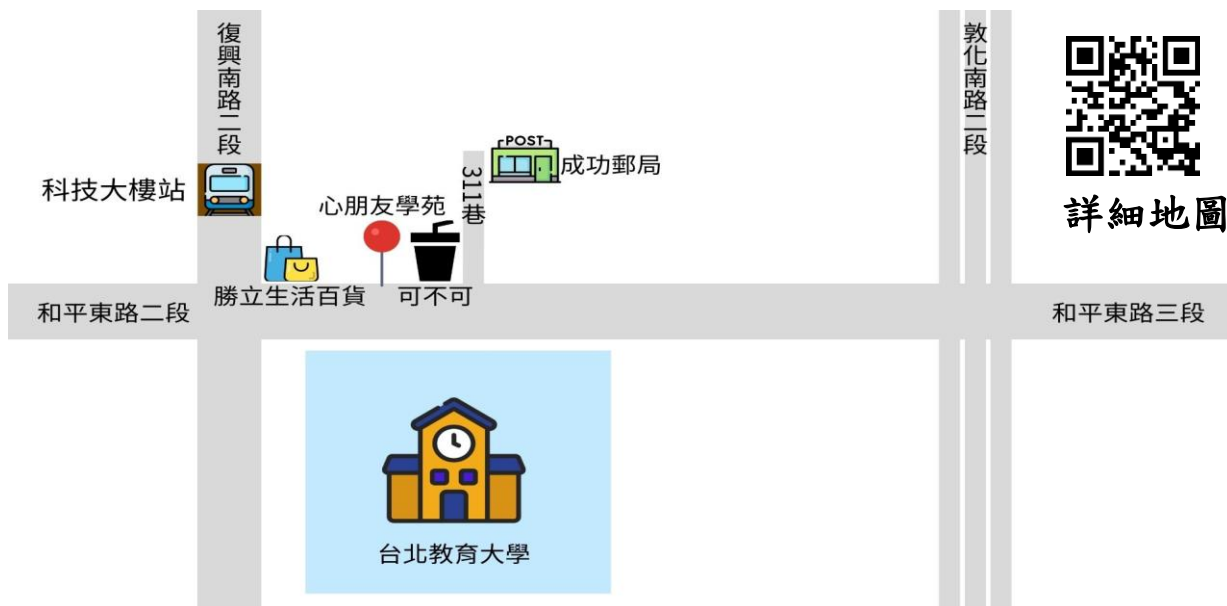 復興南路二段
敦化南路二段
POST
成功郵局
311巷
科技大樓站
心朋友學苑
詳細地圖
勝立生活百貨
可不可
和平東路二段
和平東路三段
台北教育大學